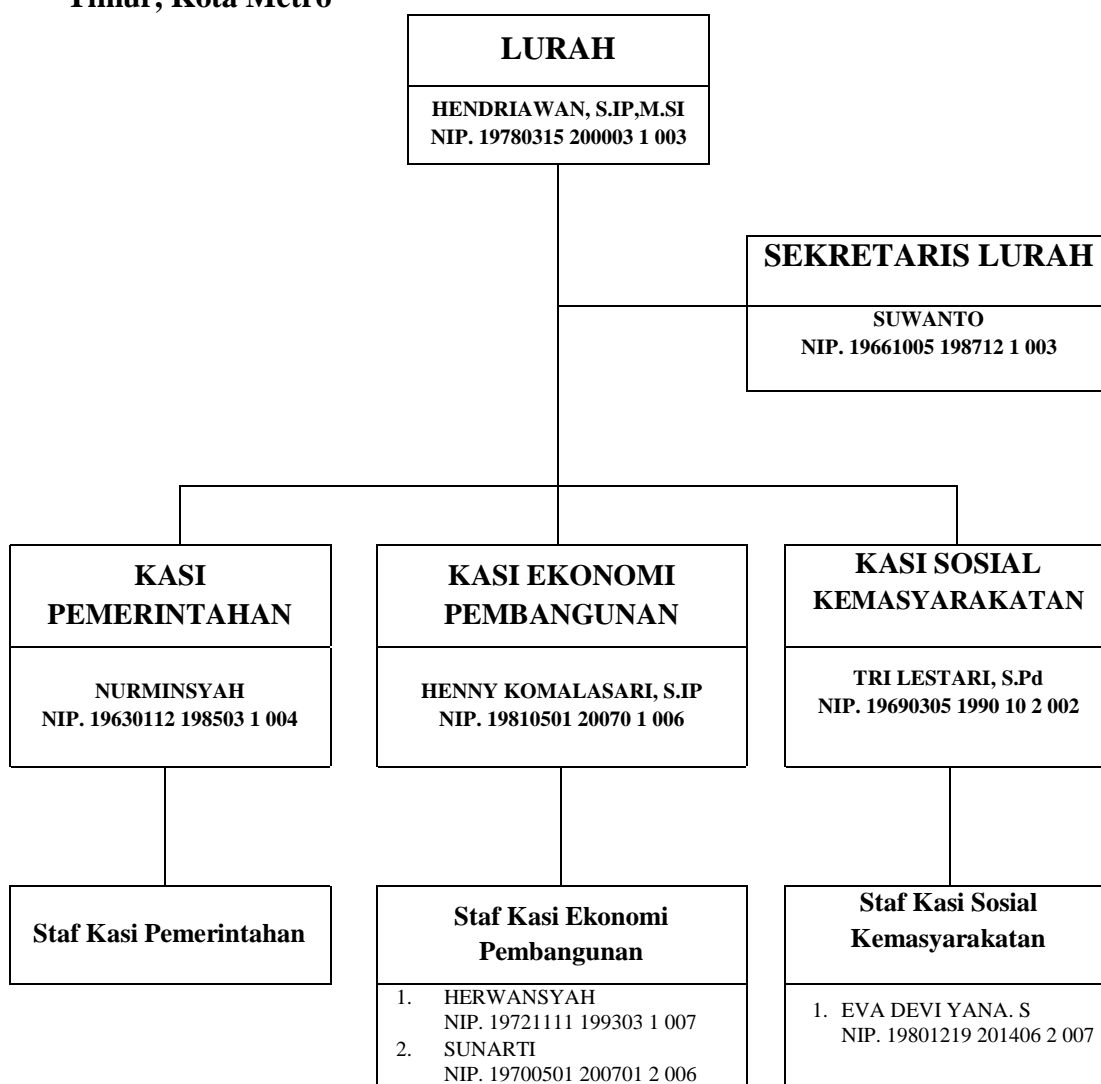 Timur, Kota Metro
LURAH
HENDRIAWAN, S.IP,M.SI
NIP. 19780315 200003 1 003
SEKRETARIS LURAH
SUWANTO
NIP. 19661005 198712 1 003
KASI
PEMERINTAHAN
NURMINSYAH
NIP. 19630112 198503 1 004
KASI EKONOMI
PEMBANGUNAN
HENNY KOMALASARI, S.IP
NIP. 19810501 20070 1 006
KASI SOSIAL
KEMASYARAKATAN
TRI LESTARI, S.Pd
NIP. 19690305 1990 10 2 002
Staf Kasi Pemerintahan
Staf Kasi Ekonomi
Pembangunan
1. HERWANSYAH
NIP. 19721111 199303 1 007
2. SUNARTI
NIP. 19700501 200701 2 006
Staf Kasi Sosial
Kemasyarakatan
1. EVA DEVI YANA. S
NIP. 19801219 201406 2 007